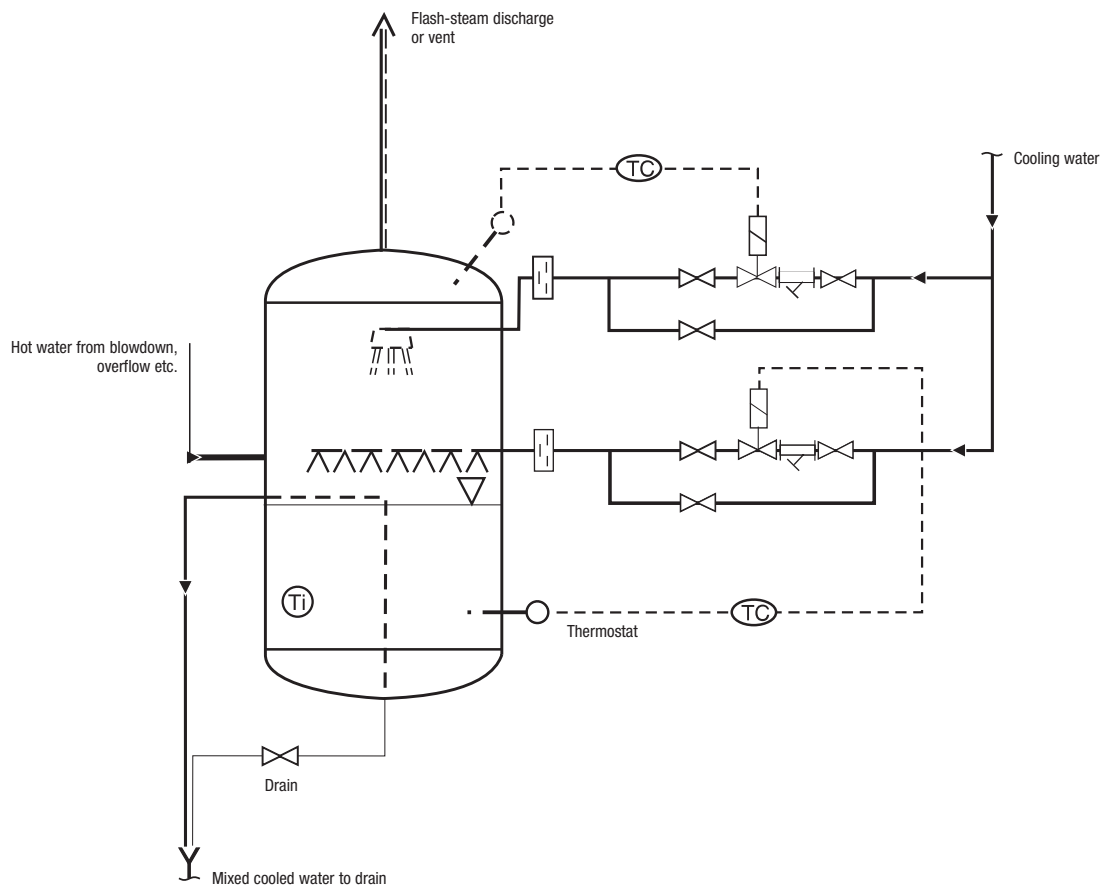 Flash-steam discharge
or vent
TC
Cooling water
Hot water from blowdown,
overflow etc.
Ti
Thermostat
TC
Drain
Mixed cooled water to drain